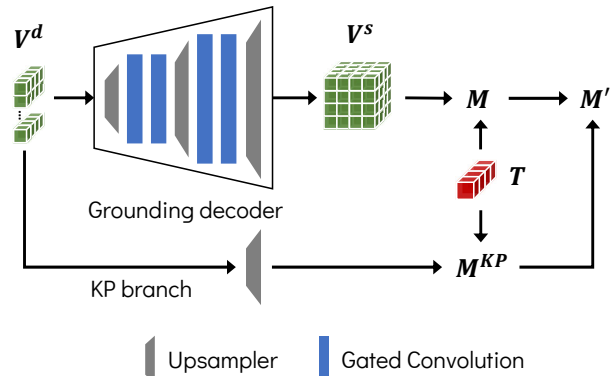 V^d
V^s
M
M′
T
Grounding decoder
M^KP
KP branch
Upsampler
Gated Convolution